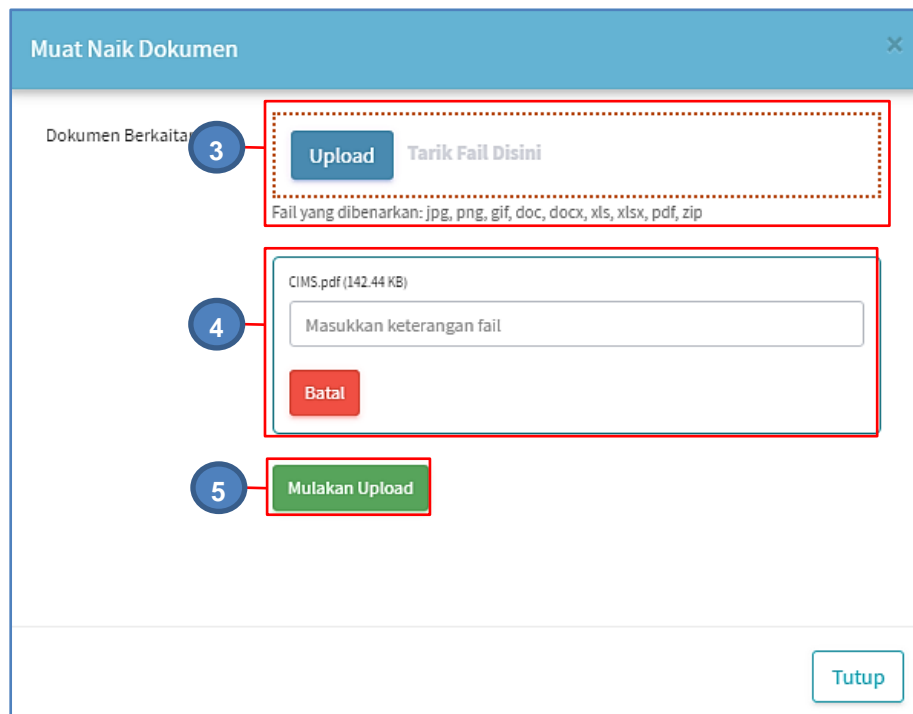 Muat Naik Dokumen
×
Dokumen Berkaitan
3
Upload
Tarik Fail Disini
Fail yang dibenarkan: jpg, png, gif, doc, docx, xls, xlsx, pdf, zip
CIMS.pdf (142.44 KB)
4
Masukkan keterangan fail
Batal
5
Mulakan Upload
Tutup